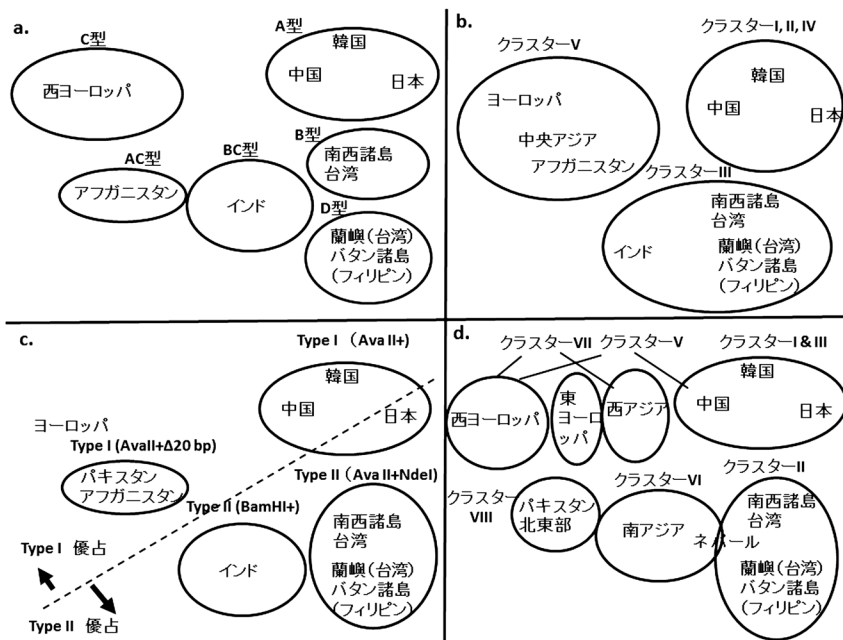 a.
C型
西ヨーロッパ
A型
韓国
中国
日本
B型
南西諸島
台湾
AC型
アフガニスタン
BC型
インド
D型
蘭嶼(台湾)
バタン諸島
(フィリピン)
b.
クラスターV
ヨーロッパ
中央アジア
アフガニスタン
クラスターI, II, IV
韓国
中国
日本
クラスターIII
南西諸島
台湾
インド
蘭嶼(台湾)
バタン諸島
(フィリピン)
c.
Type I (Ava II+)
韓国
中国
日本
ヨーロッパ
Type I (AvaII+Δ20 bp)
パキスタン
アフガニスタン
Type II (BamHI+)
インド
Type II (Ava II+NdeI)
南西諸島
台湾
蘭嶼(台湾)
バタン諸島
(フィリピン)
Type I 優占
Type II 優占
d.
クラスターVII
クラスターV
クラスターI & III
西ヨーロッパ
東
ヨーロ
ッパ
西アジア
韓国
中国
日本
クラスター
VIII
パキスタン
北東部
クラスターVI
南アジア
ネパール
クラスターII
南西諸島
台湾
蘭嶼(台湾)
バタン諸島
(フィリピン)